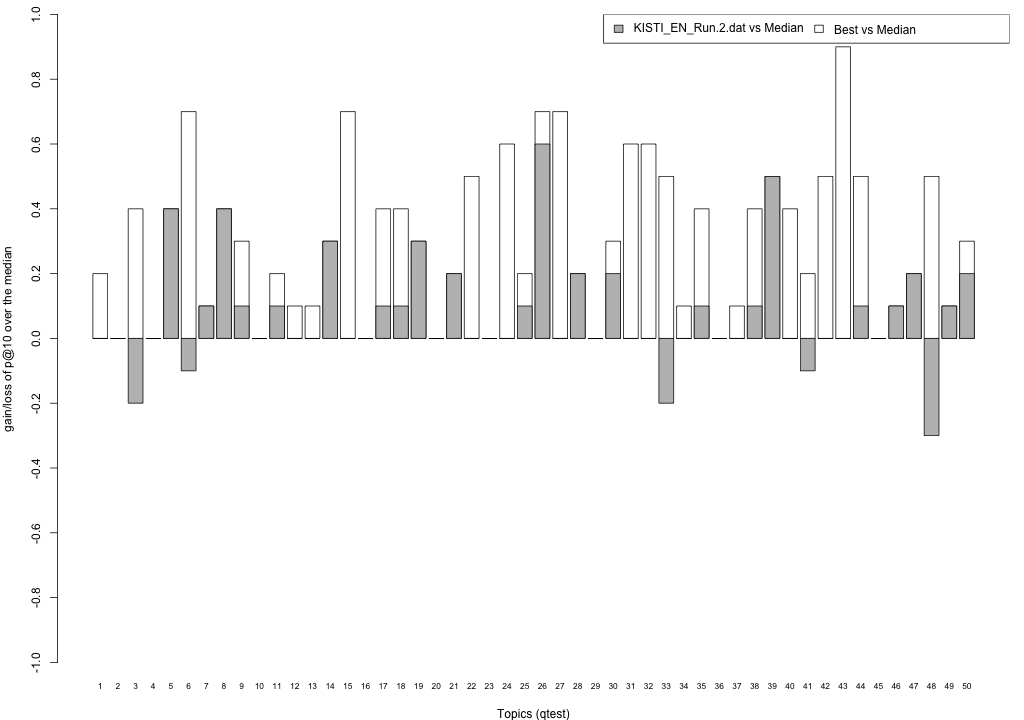 KISTI_EN_Run.2.dat vs Median Best vs Median
gain/loss of p@10 over the median
1.0
0.8
0.6
0.4
0.2
0.0
-0.2
-0.4
-0.6
-0.8
-1.0
1 2 3 4 5 6 7 8 9 10 11 12 13 14 15 16 17 18 19 20 21 22 23 24 25 26 27 28 29 30 31 32 33 34 35 36 37 38 39 40 41 42 43 44 45 46 47 48 49 50
Topics (qtest)